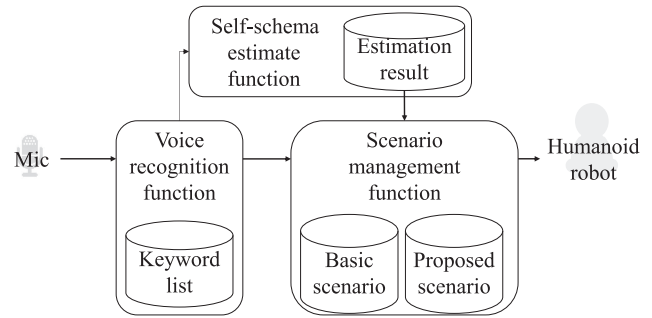 Self-schema
estimate
function
Estimation
result
Mic
Voice
recognition
function
Keyword
list
Scenario
management
function
Basic
scenario
Proposed
scenario
Humanoid
robot